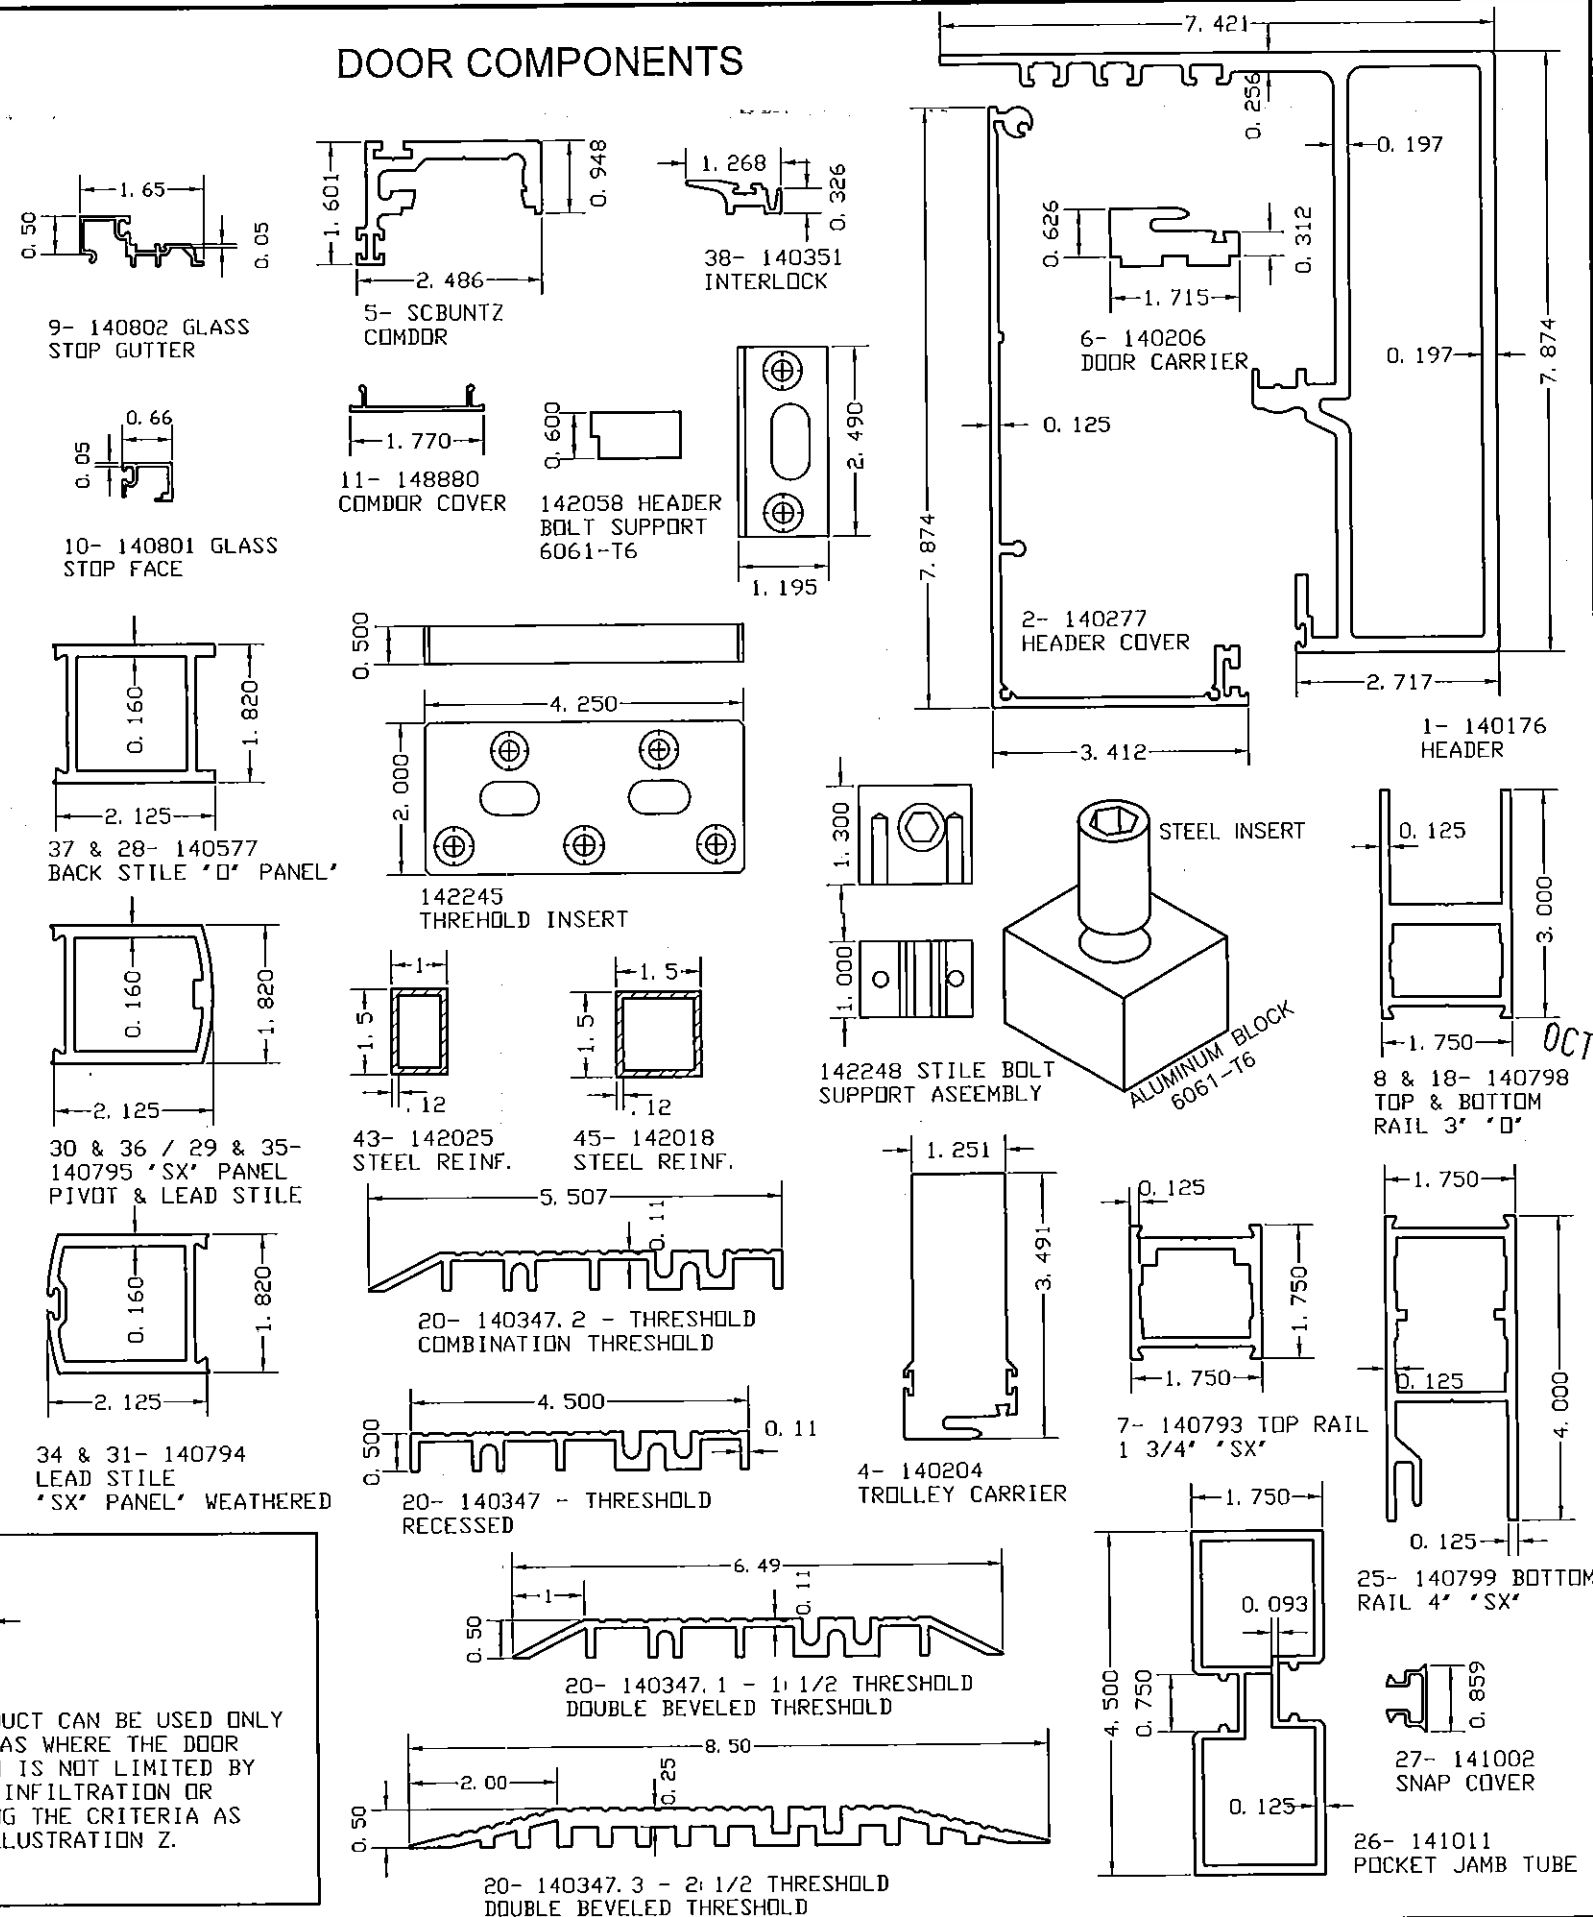 DOOR COMPONENTS
7. 421
0. 256
0. 197
0. 197
7. 874
2. 717
1- 140176
HEADER
7. 874
0. 125
2- 140277
HEADER COVER
3. 412
0. 626
0. 312
1. 715
6- 140206
DOOR CARRIER
1. 65
0. 50
0. 05
9- 140802 GLASS
STOP GUTTER
1. 601
0. 948
2. 486
5- SCBUNTZ
COMDOR
1. 268
0. 326
38- 140351
INTERLOCK
0. 66
0. 05
10- 140801 GLASS
STOP FACE
1. 770
11- 148880
COMDOR COVER
0. 600
142058 HEADER
BOLT SUPPORT
6061-T6
2. 490
1. 195
0. 160
1. 820
2. 125
37 & 28- 140577
BACK STILE "O" PANEL"
0. 500
4. 250
2. 000
142245
THREHOLD INSERT
1. 300
1. 000
142248 STILE BOLT
SUPPORT ASEEMBLY
STEEL INSERT
ALUMINUM BLOCK
6061-T6
0. 125
3. 000
1. 750
OCT
8 & 18- 140798
TOP & BOTTOM
RAIL 3" "O"
0. 160
1. 820
2. 125
30 & 36 / 29 & 35-
140795 "SX" PANEL
PIVOT & LEAD STILE
1
1. 5
. 12
43- 142025
STEEL REINF.
1. 5
1. 5
. 12
45- 142018
STEEL REINF.
0. 160
1. 820
2. 125
34 & 31- 140794
LEAD STILE
"SX" PANEL" WEATHERED
5. 507
0. 11
20- 140347. 2 - THRESHOLD
COMBINATION THRESHOLD
4. 500
0. 500
0. 11
20- 140347 - THRESHOLD
RECESSED
1. 251
3. 491
4- 140204
TROLLEY CARRIER
0. 125
1. 750
1. 750
7- 140793 TOP RAIL
1 3/4" "SX"
1. 750
0. 125
4. 000
0. 125
25- 140799 BOTTOM
RAIL 4" "SX"
6. 49
1
0. 11
0. 50
20- 140347. 1 - 1: 1/2 THRESHOLD
DOUBLE BEVELED THRESHOLD
8. 50
2. 00
0. 25
0. 50
20- 140347. 3 - 2: 1/2 THRESHOLD
DOUBLE BEVELED THRESHOLD
1. 750
0. 093
4. 500
0. 750
0. 125
26- 141011
POCKET JAMB TUBE
0. 859
27- 141002
SNAP COVER
UCT CAN BE USED ONLY
AS WHERE THE DOOR
IS NOT LIMITED BY
INFILTRATION OR
G THE CRITERIA AS
LUSTRATION Z.